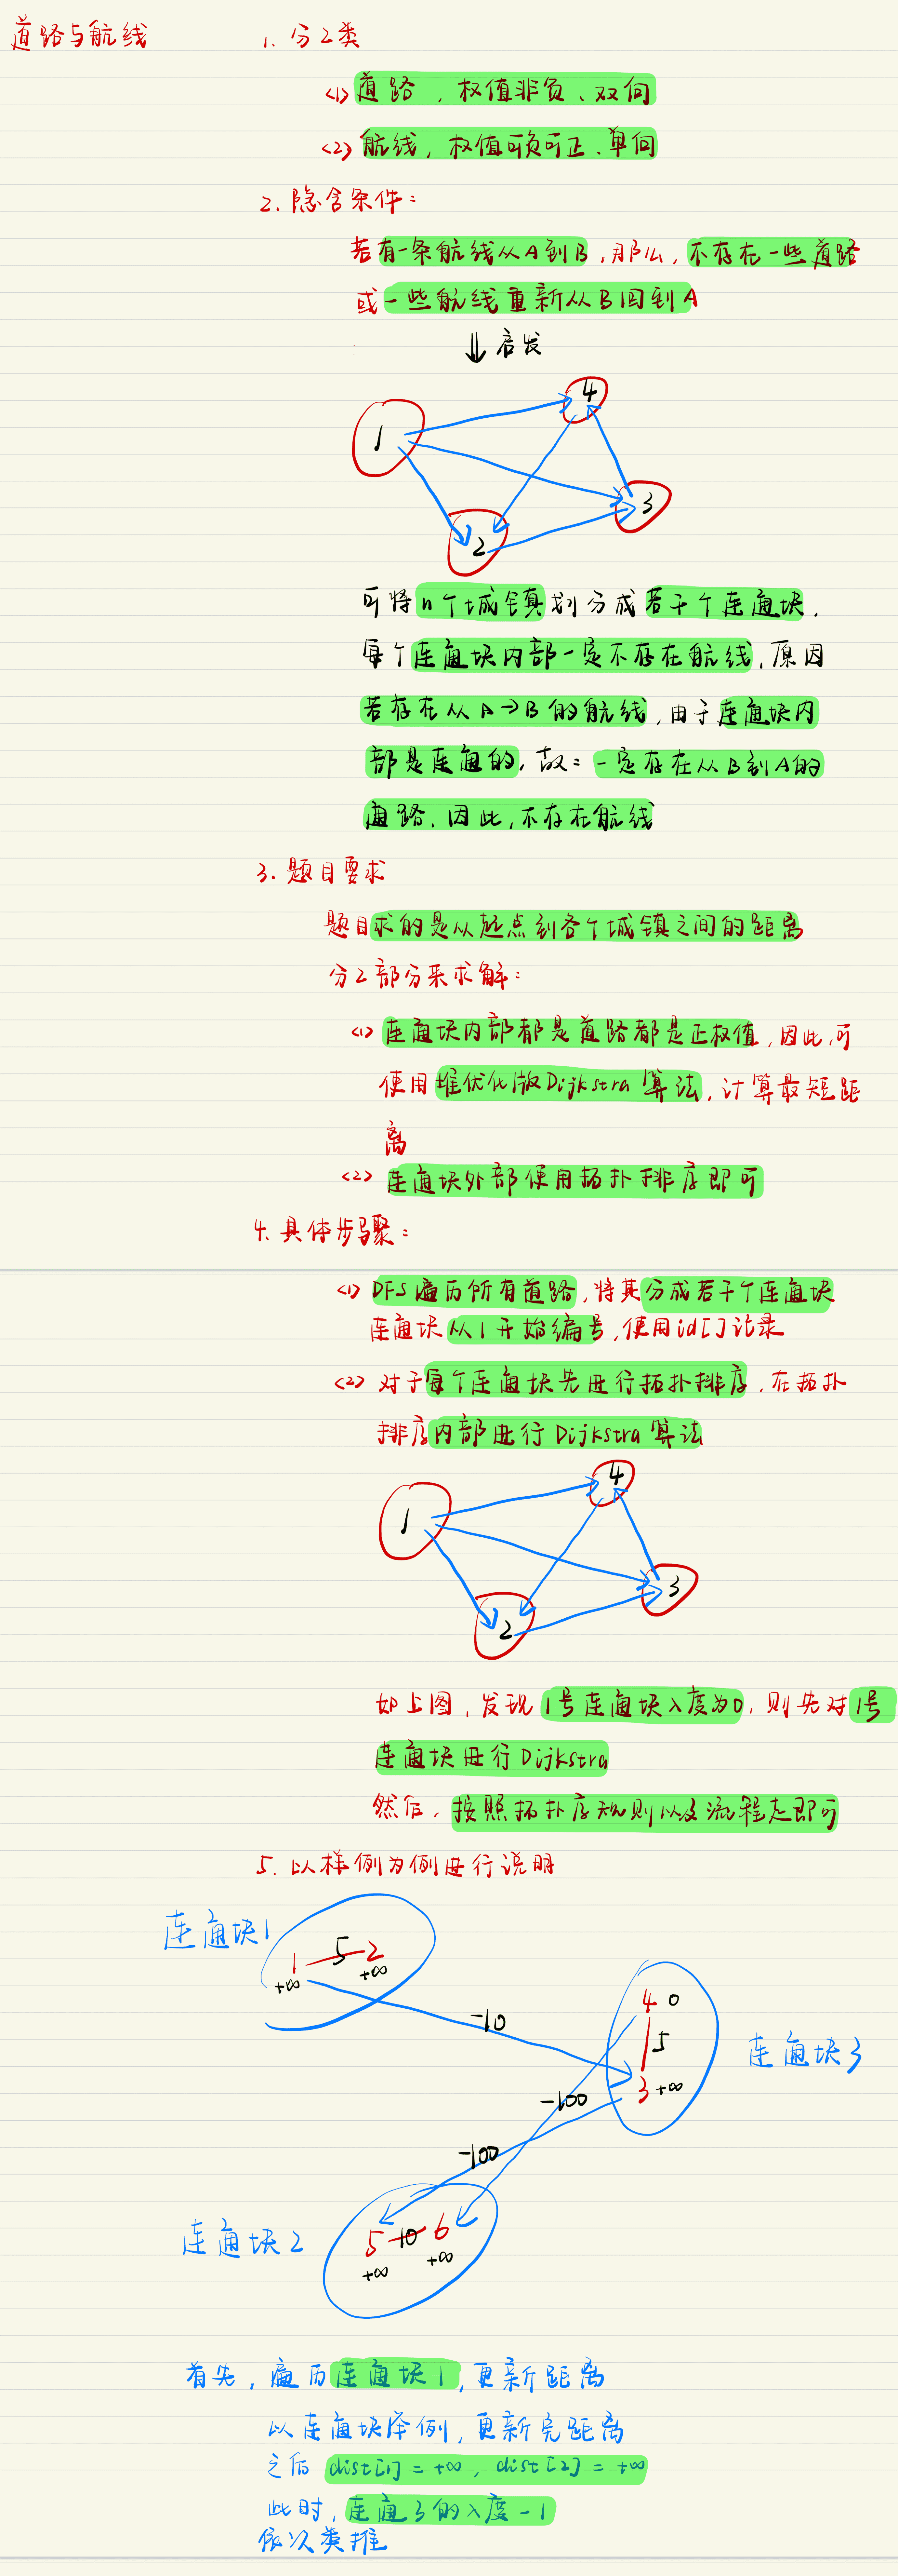 道路与航线
1. 分2类
<1> 道路，权值非负、双向
<2> 航线，权值可负可正、单向
2. 隐含条件：
若有一条航线从A到B，那么，不存在一些道路
或一些航线重新从B回到A
⇓启发
1
4
3
2
可将n个城镇划分成若干个连通块，
每个连通块内部一定不存在航线，原因
若存在从A→B的航线，由于连通块内
部是连通的，故：一定存在从B到A的
道路、因此，不存在航线
3. 题目要求
题目求的是从起点到各个城镇之间的距离
分2部分来求解：
<1> 连通块内部都是道路都是正权值，因此，可
使用堆优化版Dijkstra算法，计算最短距
离
<2> 连通块外部使用拓扑排序即可
4. 具体步骤：
<1> DFS遍历所有道路，将其分成若干个连通块
连通块从1开始编号，使用id[]记录
<2> 对于每个连通块先进行拓扑排序，在拓扑
排序内部进行Dijkstra算法
1
4
3
2
如上图，发现1号连通块入度为0，则先对1号
连通块进行Dijkstra
然后，按照拓扑序规则以及流程走即可
5. 以样例为例进行说明
连通块1
1 5 2
+∞ +∞
-10
4 0
5
3 +∞
连通块3
-100
-100
连通块2
5 10 6
+∞ +∞
首先，遍历连通块1，更新距离
以连通块举例，更新完距离
之后 dist[1] = +∞，dist[2] = +∞
此时，连通3的入度-1
依次类推